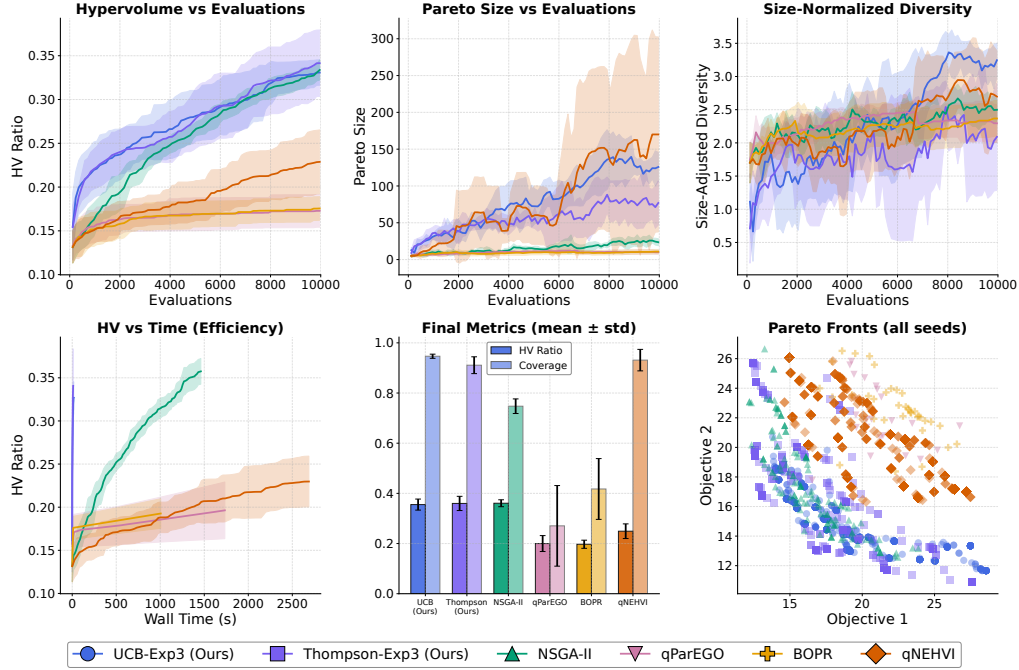 Hypervolume vs Evaluations
HV Ratio
0.35
0.30
0.25
0.20
0.15
0.10
0 2000 4000 6000 8000 10000
Evaluations
Pareto Size vs Evaluations
Pareto Size
300
250
200
150
100
50
0
0 2000 4000 6000 8000 10000
Evaluations
Size-Normalized Diversity
Size-Adjusted Diversity
3.5
3.0
2.5
2.0
1.5
1.0
0.5
0 2000 4000 6000 8000 10000
Evaluations
HV vs Time (Efficiency)
HV Ratio
0.35
0.30
0.25
0.20
0.15
0.10
0 500 1000 1500 2000 2500
Wall Time (s)
Final Metrics (mean ± std)
HV Ratio
Coverage
1.0
0.8
0.6
0.4
0.2
0.0
UCB
(Ours)
Thompson
(Ours)
NSGA-II
qParEGO
BOPR
qNEHVI
Pareto Fronts (all seeds)
Objective 2
26
24
22
20
18
16
14
12
15 20 25
Objective 1
UCB-Exp3 (Ours) Thompson-Exp3 (Ours) NSGA-II qParEGO BOPR qNEHVI